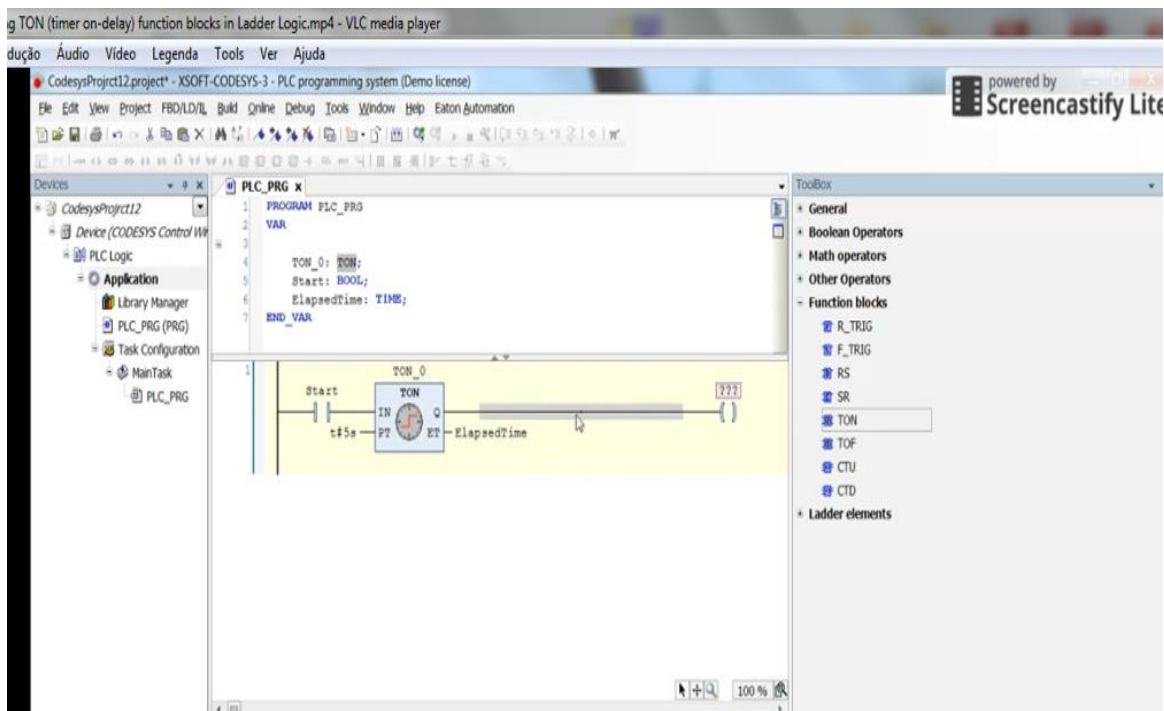 g TON (timer on-delay) function blocks in Ladder Logic.mp4 - VLC media player
dução Áudio Vídeo Legenda Tools Ver Ajuda
CodesysProjrct12.project* - XSOFT-CODESYS-3 - PLC programming system (Demo license)
powered by
Screencastify Lite
File Edit View Project FBD/LD/IL Build Online Debug Tools Window Help Eaton Automation
Devices
PLC_PRG x
ToolBox
CodesysProjrct12
Device (CODESYS Control Wi
PLC Logic
Application
Library Manager
PLC_PRG (PRG)
Task Configuration
MainTask
PLC_PRG
1 PROGRAM PLC_PRG
2 VAR
3
4 TON_0: TON;
5 Start: BOOL;
6 ElapsedTime: TIME;
7 END_VAR
1
TON_0
Start TON ???
IN Q
t#5s PT ET ElapsedTime
General
Boolean Operators
Math operators
Other Operators
Function blocks
R_TRIG
F_TRIG
RS
SR
TON
TOF
CTU
CTD
Ladder elements
100 %